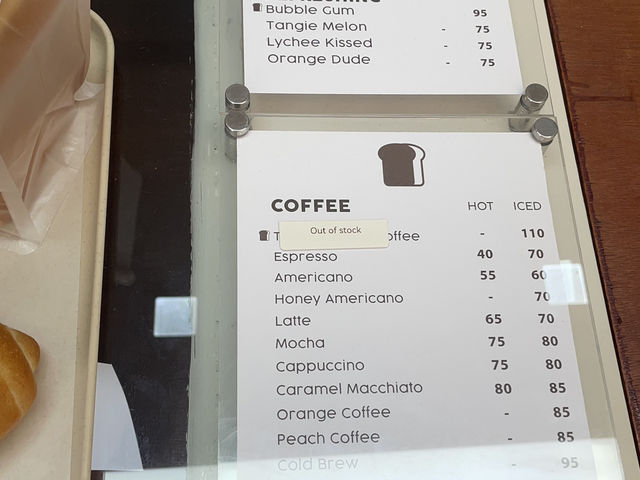 Bubble Gum 95
Tangie Melon - 75
Lychee Kissed - 75
Orange Dude - 75
COFFEE HOT ICED
Out of stock
T offee - 110
Espresso 40 70
Americano 55 60
Honey Americano - 70
Latte 65 70
Mocha 75 80
Cappuccino 75 80
Caramel Macchiato 80 85
Orange Coffee - 85
Peach Coffee - 85
Cold Brew - 95